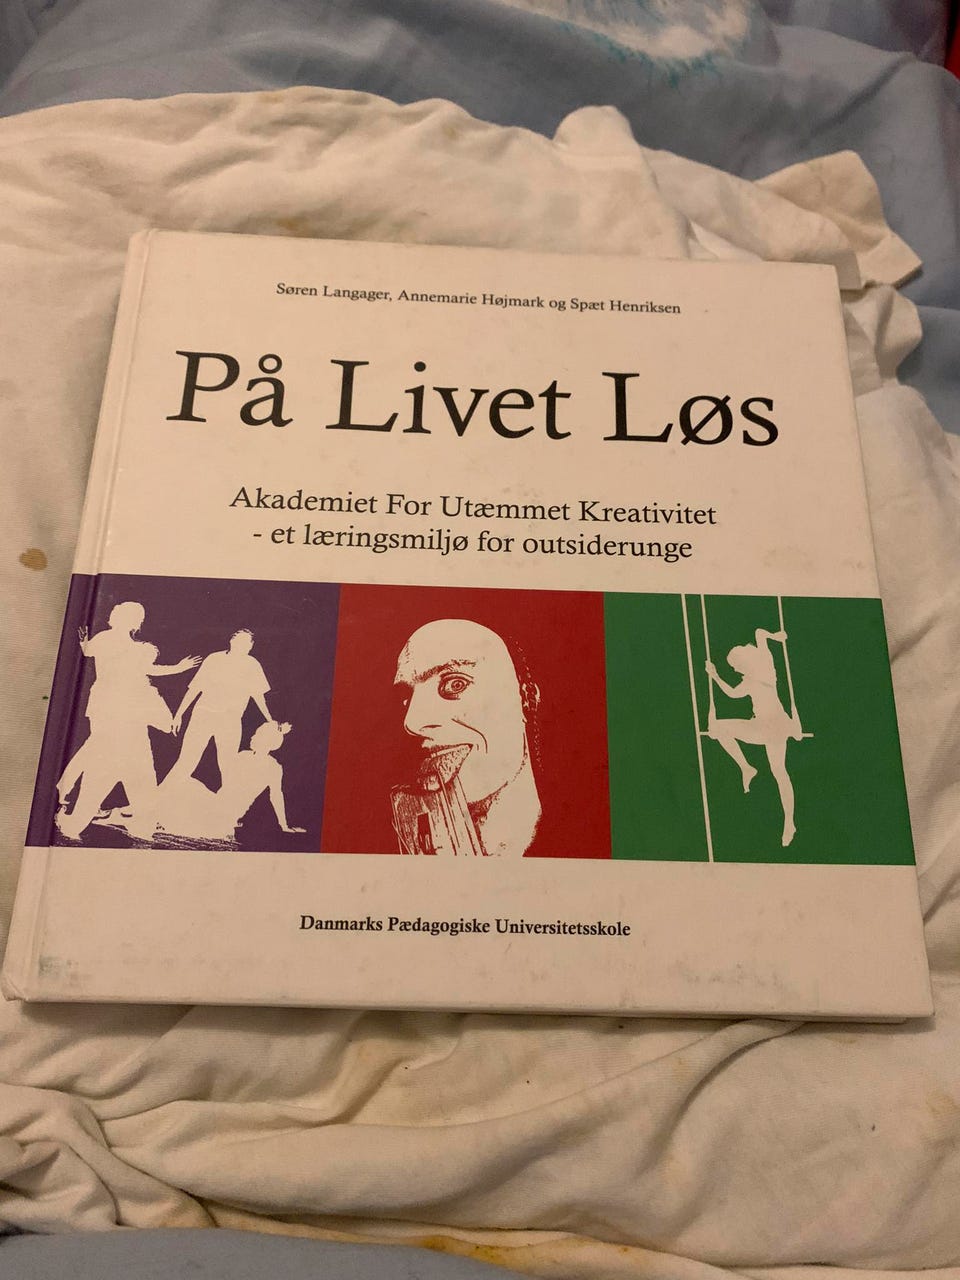 Søren Langager, Annemarie Højmark og Spæt Henriksen
På Livet Løs
Akademiet For Utæmmet Kreativitet
- et læringsmiljø for outsiderunge
Danmarks Pædagogiske Universitetsskole